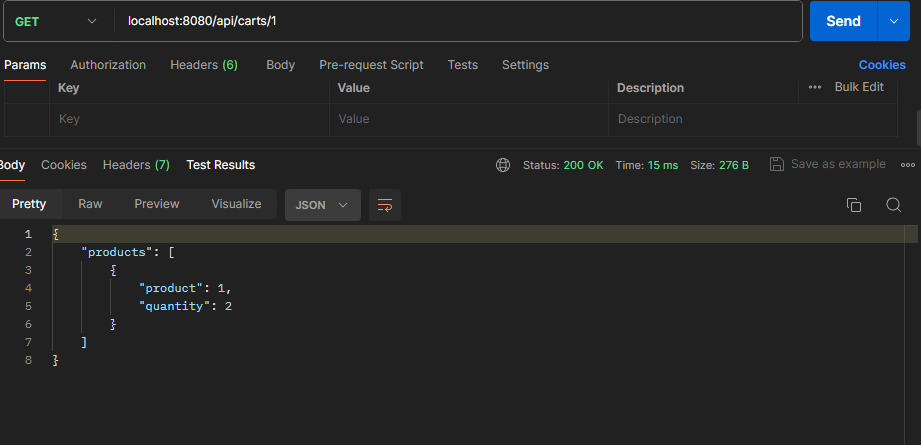 GET localhost:8080/api/carts/1 Send
Params Authorization Headers (6) Body Pre-request Script Tests Settings Cookies
Key Value Description Bulk Edit
Key Value Description
Body Cookies Headers (7) Test Results Status: 200 OK Time: 15 ms Size: 276 B Save as example
Pretty Raw Preview Visualize JSON
1 {
2 "products": [
3 {
4 "product": 1,
5 "quantity": 2
6 }
7 ]
8 }